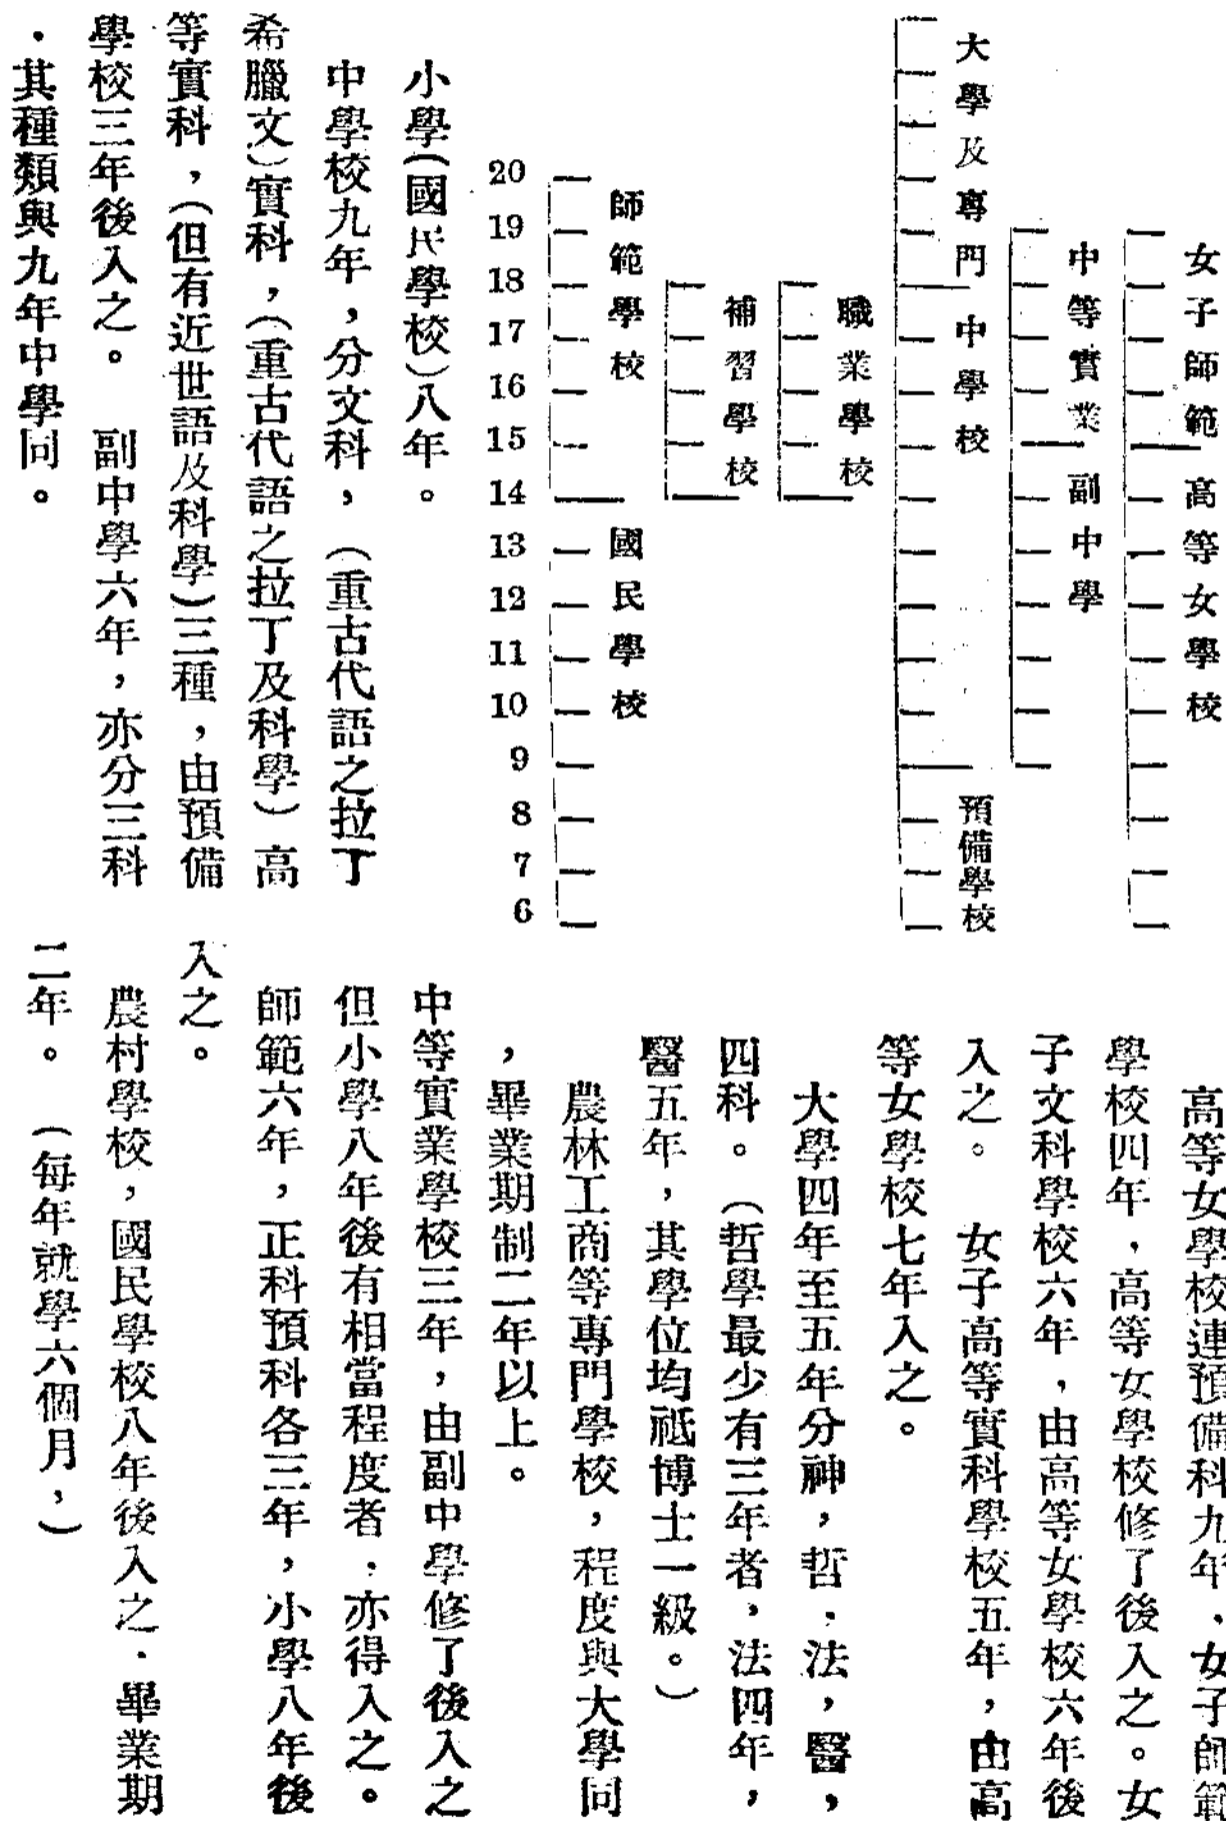 女子師範 高等女學校
中等實業 副中學
大學及專門 中學校 預備學校
職業學校
補習學校
師範學校 國民學校
20
19
18
17
16
15
14
13
12
11
10
9
8
7
6
小學(國民學校)八年。
中學校九年，分文科，(重古代語之拉丁
希臘文)實科，(重古代語之拉丁及科學)高
等實科，(但有近世語及科學)三種，由預備
學校三年後入之。　副中學六年，亦分三科
・其種類與九年中學同。
高等女學校連預備科九年、女子師範
學校四年，高等女學校修了後入之。女
子文科學校六年，由高等女學校六年後
入之。　女子高等實科學校五年，由高
等女學校七年入之。
大學四年至五年分神，哲，法，醫，
四科。(哲學最少有三年者，法四年，
醫五年，其學位均祗博士一級。)
農林工商等專門學校，程度與大學同
，畢業期制二年以上。
中等實業學校三年，由副中學修了後入之
但小學八年後有相當程度者，亦得入之。
師範六年，正科預科各三年，小學八年後
入之。
農村學校，國民學校八年後入之．畢業期
二年。(每年就學六個月，)